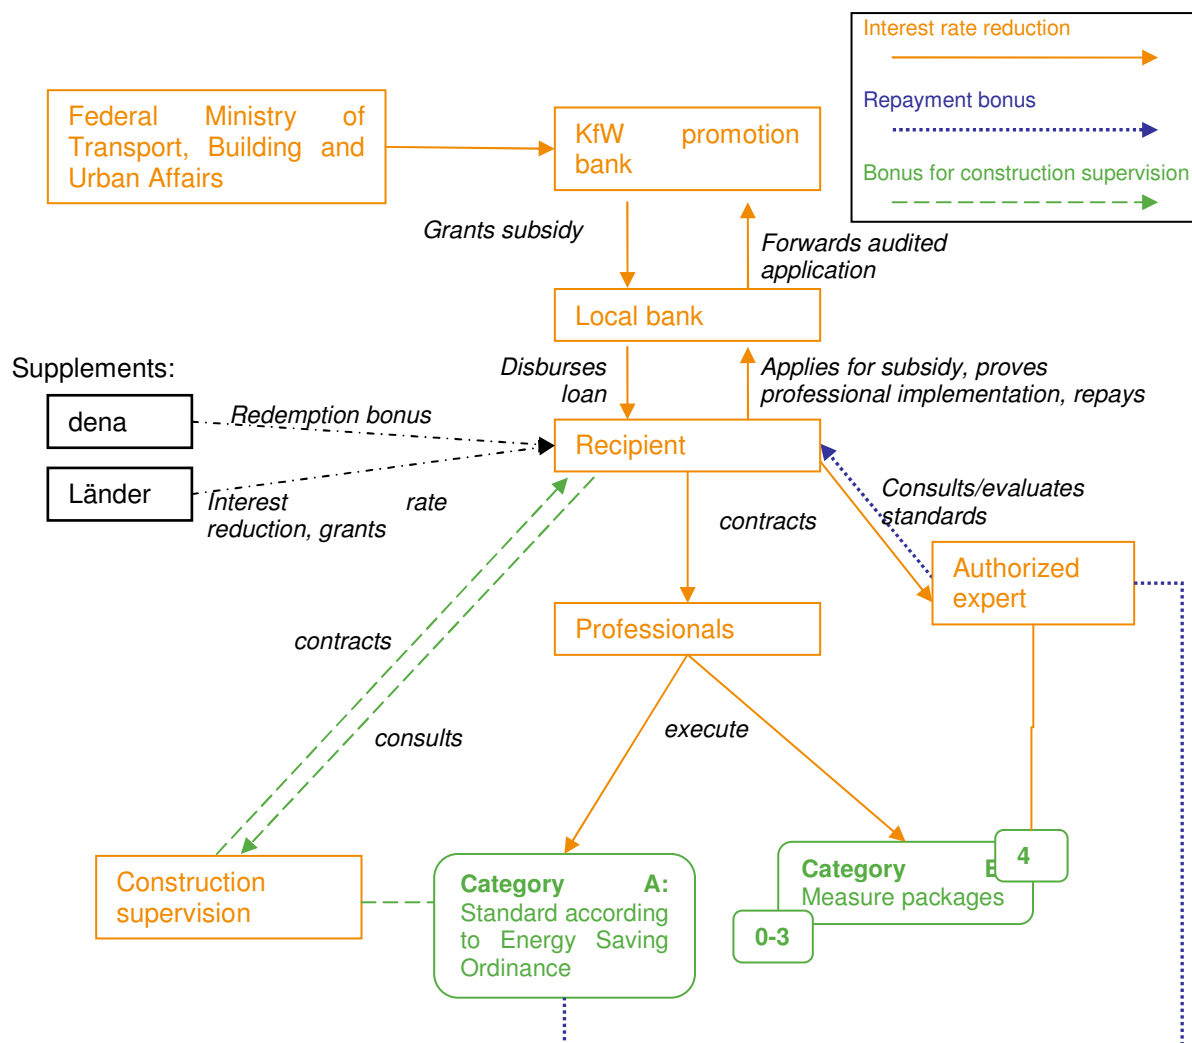 Interest rate reduction
Repayment bonus
Bonus for construction supervision
Federal Ministry of
Transport, Building and
Urban Affairs
KfW promotion
bank
Grants subsidy
Forwards audited
application
Local bank
Supplements:
Disburses
loan
Applies for subsidy, proves
professional implementation, repays
dena
Redemption bonus
Recipient
Länder
Interest rate
reduction, grants
Consults/evaluates
standards
contracts
Authorized
expert
Professionals
contracts
consults
execute
Construction
supervision
Category A:
Standard according
to Energy Saving
Ordinance
Category B
Measure packages
4
0-3